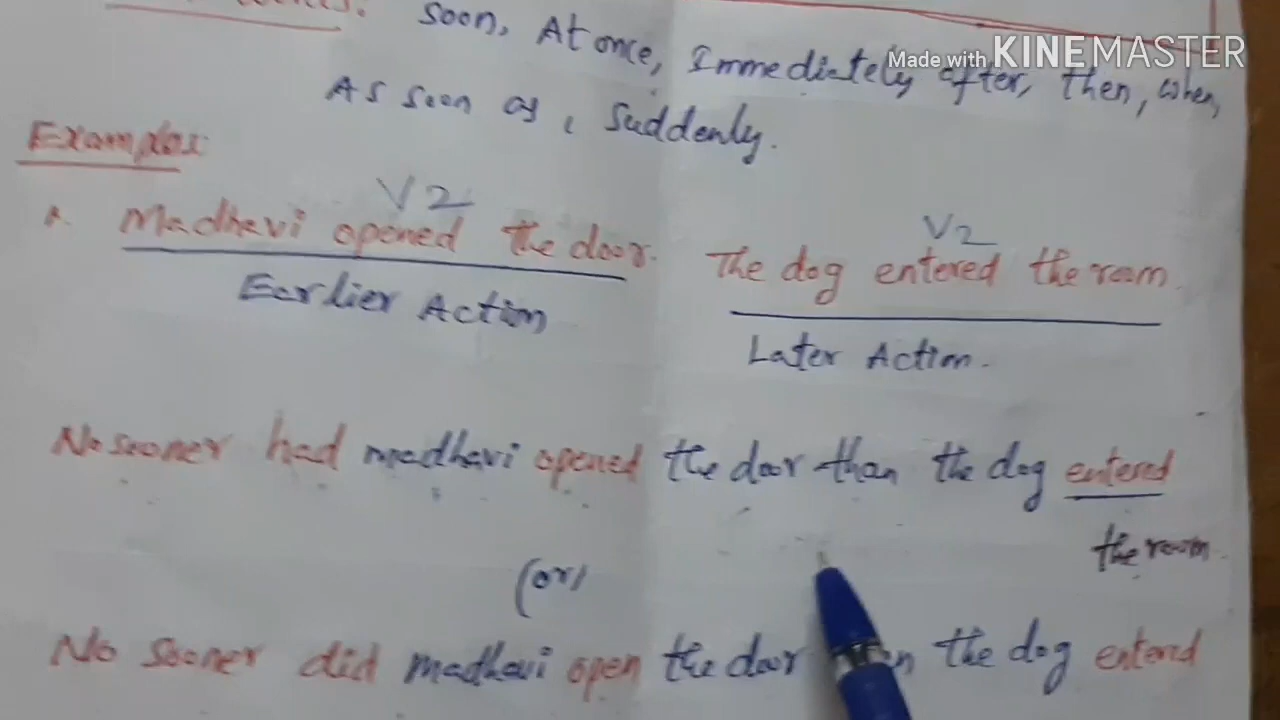 Soon, At once, Immediately after, then, when,
Made with KINEMASTER
As soon as, Suddenly.
Examples:
V2 V2
1. Madhavi opened the door. The dog entered the room.
Earlier Action Later Action.
No sooner had madhavi opened the door than the dog entered
the room.
(or)
No sooner did madhavi open the door the dog entered